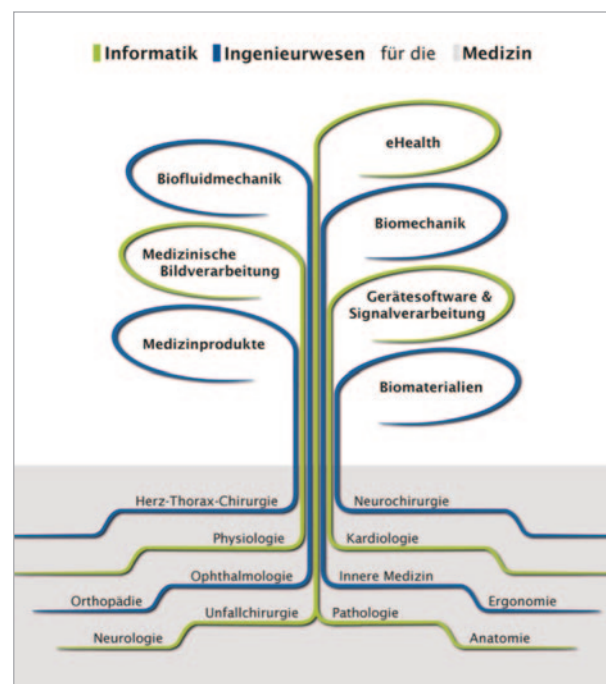 Informatik Ingenieurwesen für die Medizin
eHealth
Biofluidmechanik
Biomechanik
Medizinische
Bildverarbeitung
Gerätesoftware &
Signalverarbeitung
Medizinprodukte
Biomaterialien
Herz-Thorax-Chirurgie Neurochirurgie
Physiologie Kardiologie
Ophthalmologie Innere Medizin
Orthopädie Ergonomie
Unfallchirurgie Pathologie
Neurologie Anatomie